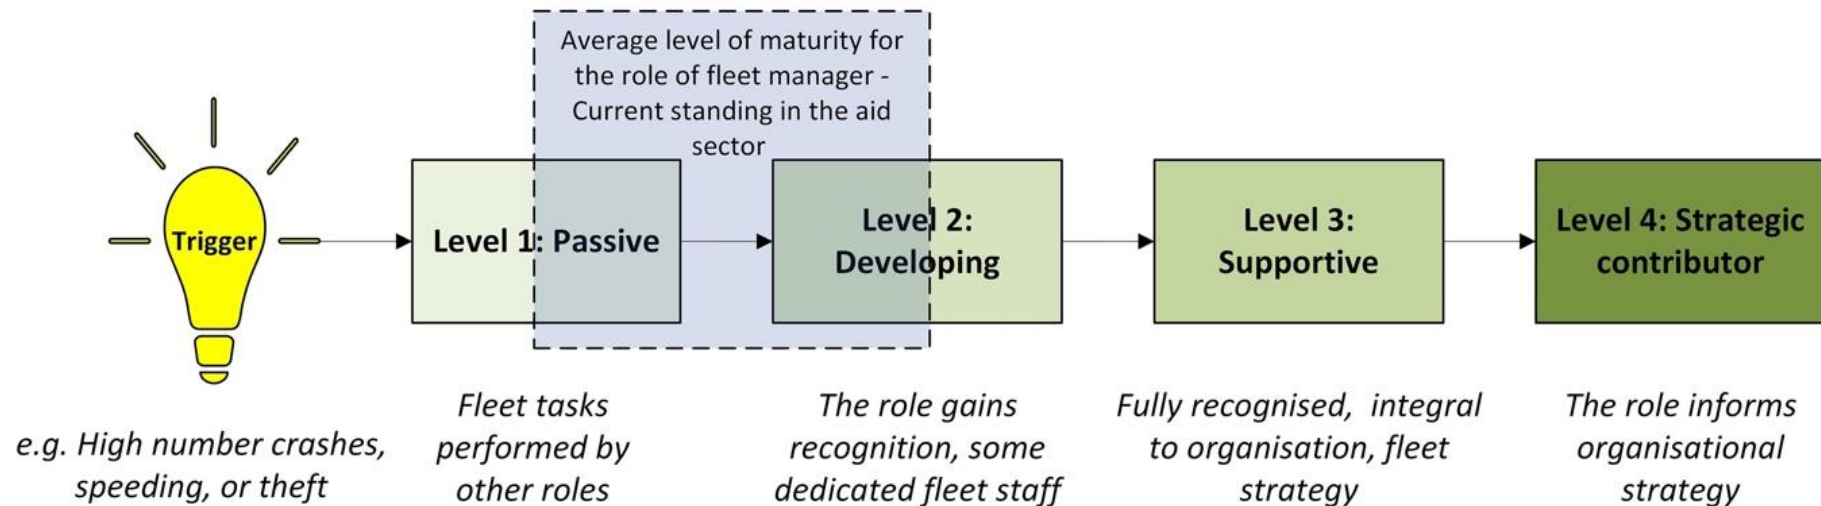 Average level of maturity for
the role of fleet manager -
Current standing in the aid
sector
Trigger
Level 1: Passive
Level 2:
Developing
Level 3:
Supportive
Level 4: Strategic
contributor
e.g. High number crashes,
speeding, or theft
Fleet tasks
performed by
other roles
The role gains
recognition, some
dedicated fleet staff
Fully recognised, integral
to organisation, fleet
strategy
The role informs
organisational
strategy